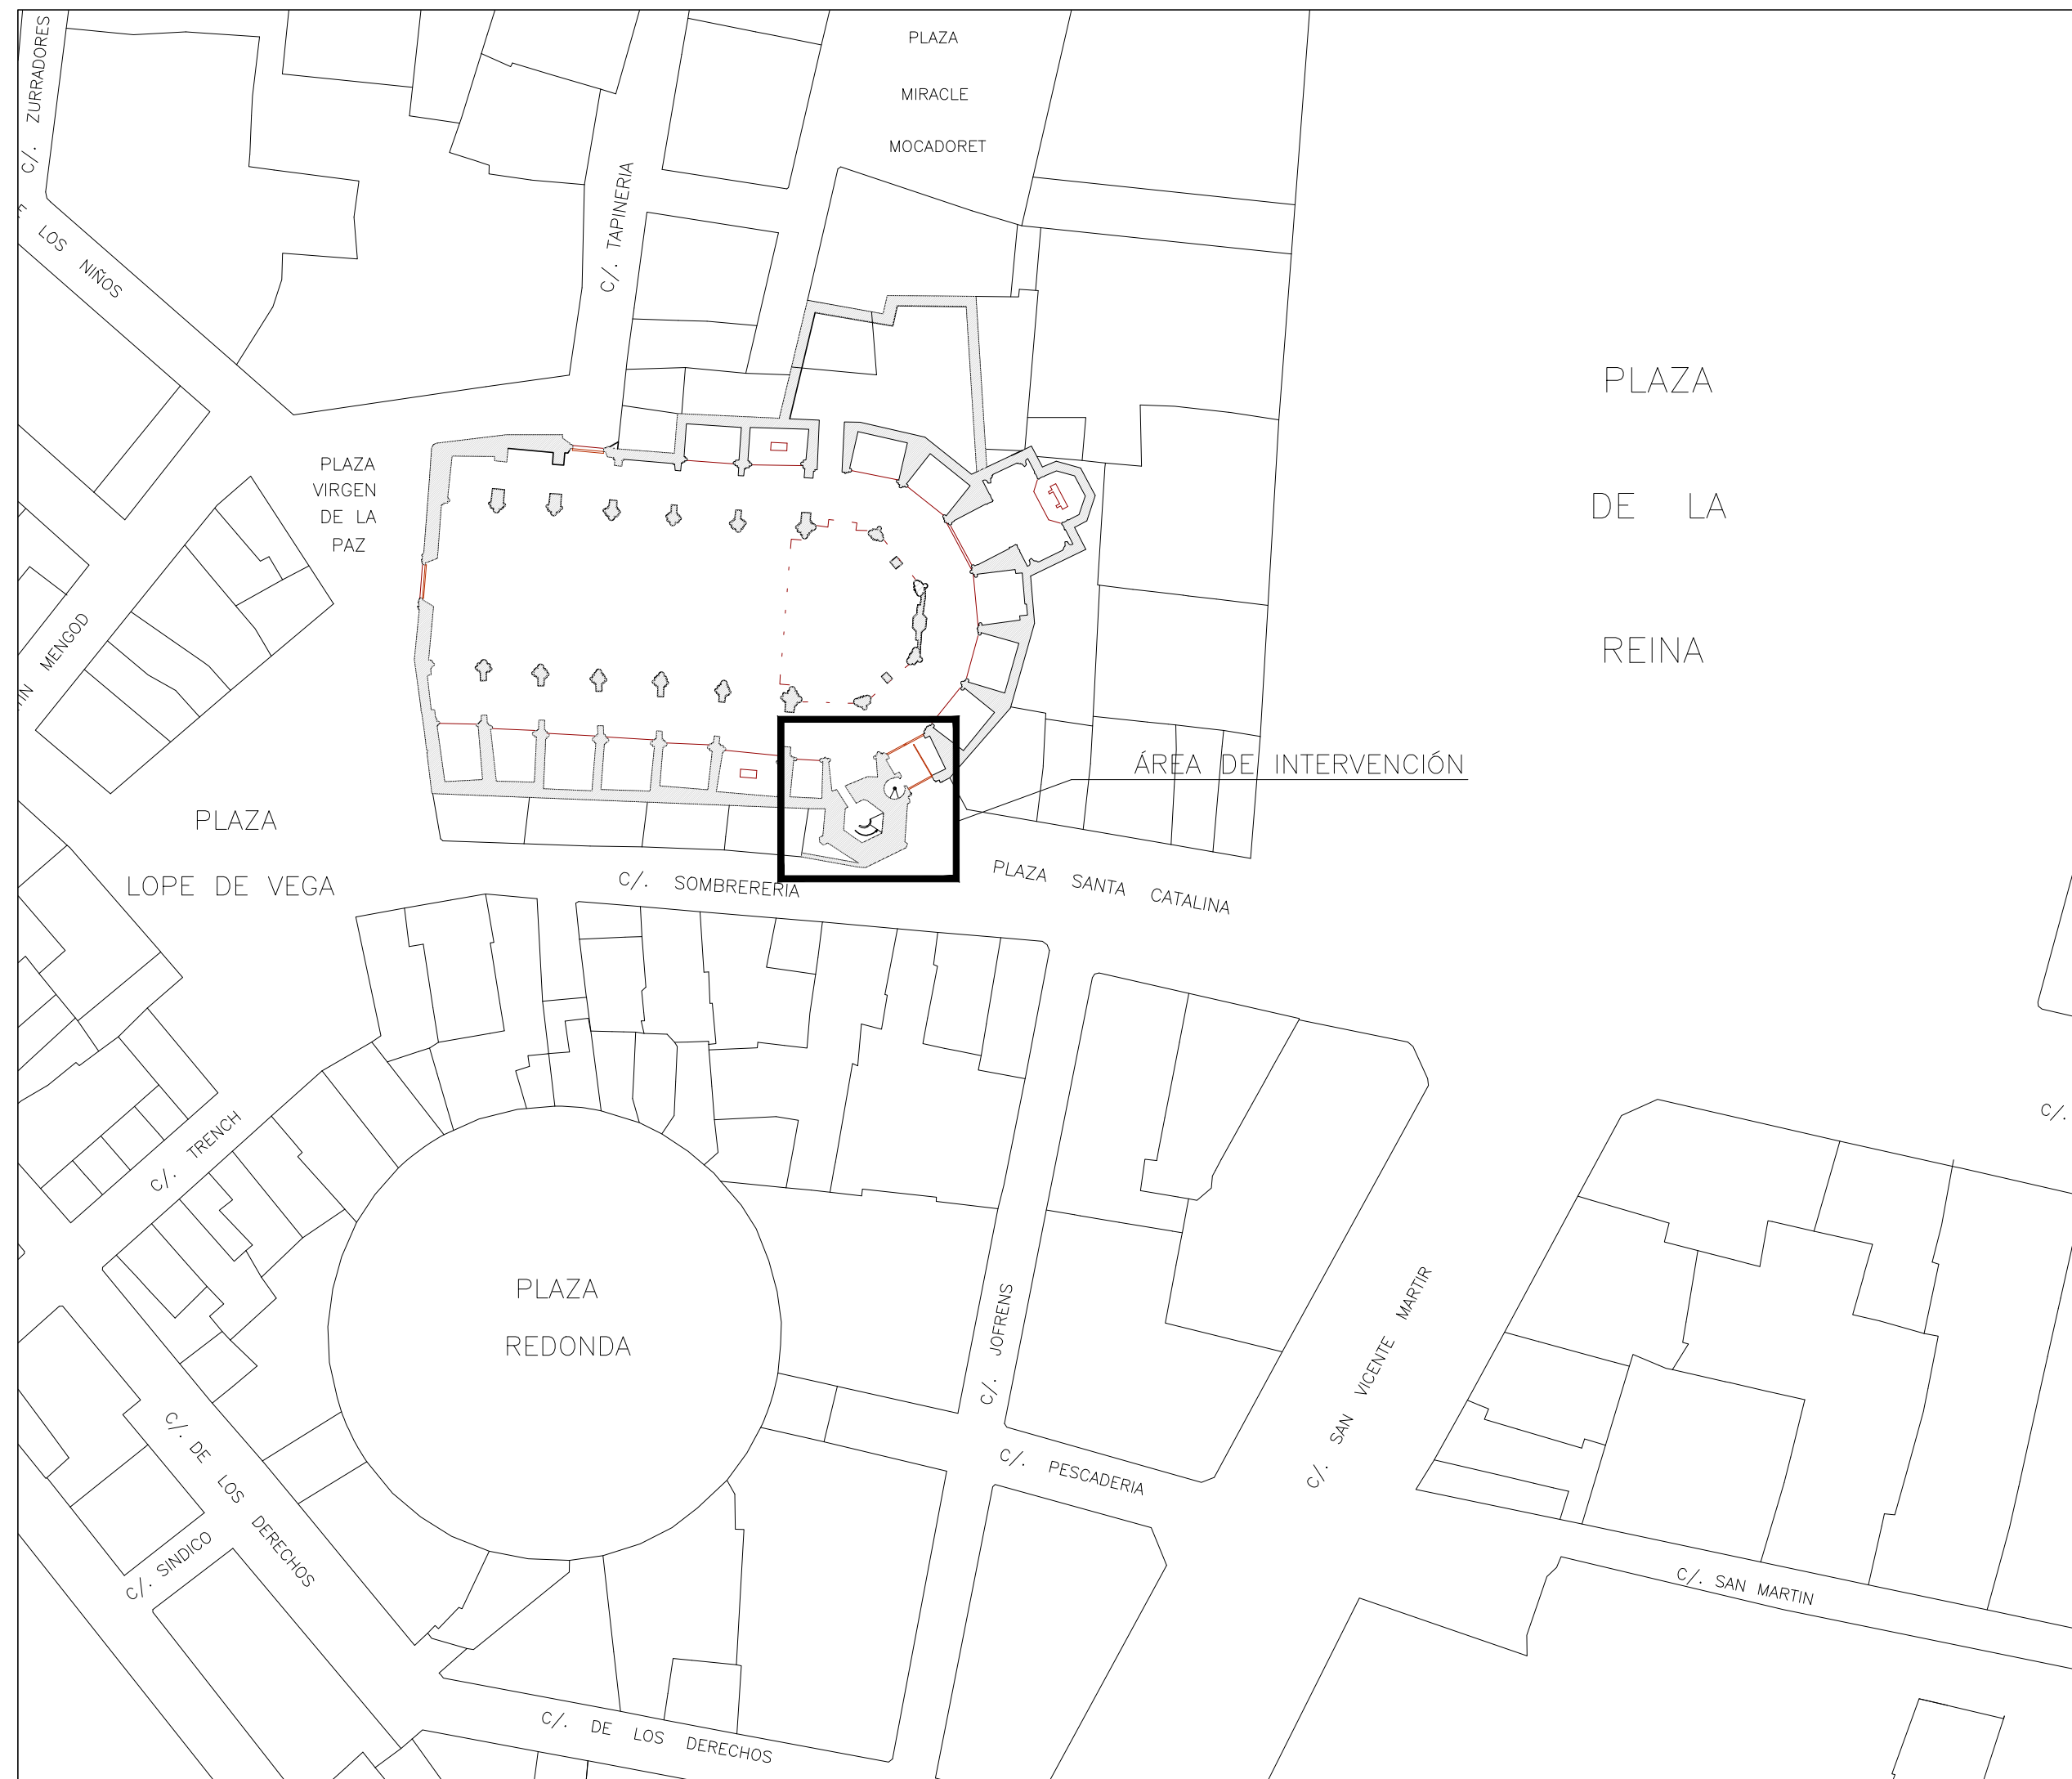 C/. ZURRADORES
PLAZA
MIRACLE
MOCADORET
C/. TAPINERIA
LOS NIÑOS
PLAZA
DE LA
REINA
PLAZA
VIRGEN
DE LA
PAZ
MENGOD
ÁREA DE INTERVENCIÓN
PLAZA
LOPE DE VEGA
C/. SOMBRERERIA
PLAZA SANTA CATALINA
C/.
C/. TRENCH
PLAZA
REDONDA
C/. JOFRENS
C/. SAN VICENTE MARTIR
C/. PESCADERIA
C/. DE LOS DERECHOS
C/. SINDICO
C/. SAN MARTIN
C/. DE LOS DERECHOS